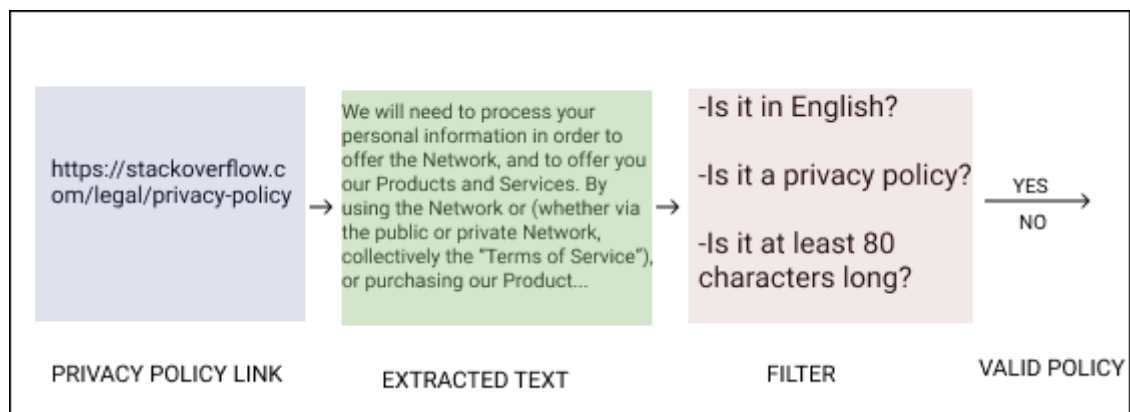 https://stackoverflow.c
om/legal/privacy-policy
We will need to process your
personal information in order to
offer the Network, and to offer you
our Products and Services. By
using the Network or (whether via
the public or private Network,
collectively the “Terms of Service”),
or purchasing our Product...
-Is it in English?
-Is it a privacy policy?
-Is it at least 80
characters long?
YES
NO
PRIVACY POLICY LINK
EXTRACTED TEXT
FILTER
VALID POLICY